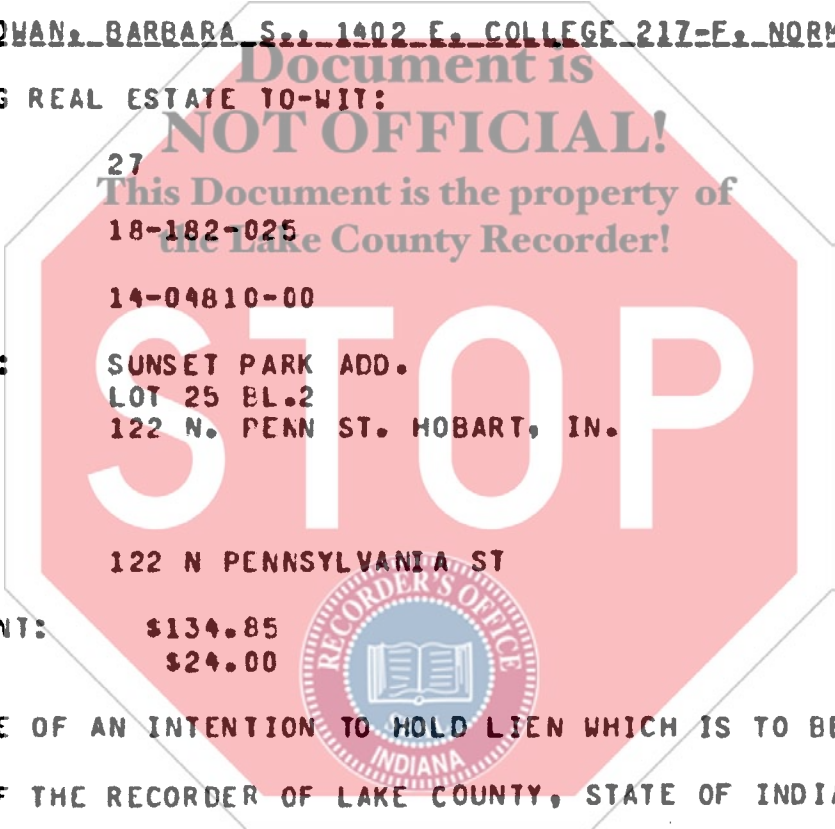 OWAN, BARBARA S., 1402 E. COLLEGE 217-F, NORM
Document is
G REAL ESTATE TO-WIT:
NOT OFFICIAL!
27
This Document is the property of
18-182-025
the Lake County Recorder!
14-04810-00
STOP
: SUNSET PARK ADD.
LOT 25 BL.2
122 N. PENN ST. HOBART, IN.
122 N PENNSYLVANIA ST
RECORDER'S OFFICE
NT: $134.85
$24.00
SEAL
E OF AN INTENTION TO HOLD LIEN WHICH IS TO BE
INDIANA
F THE RECORDER OF LAKE COUNTY, STATE OF INDIA